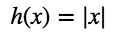 h(x) = |x|